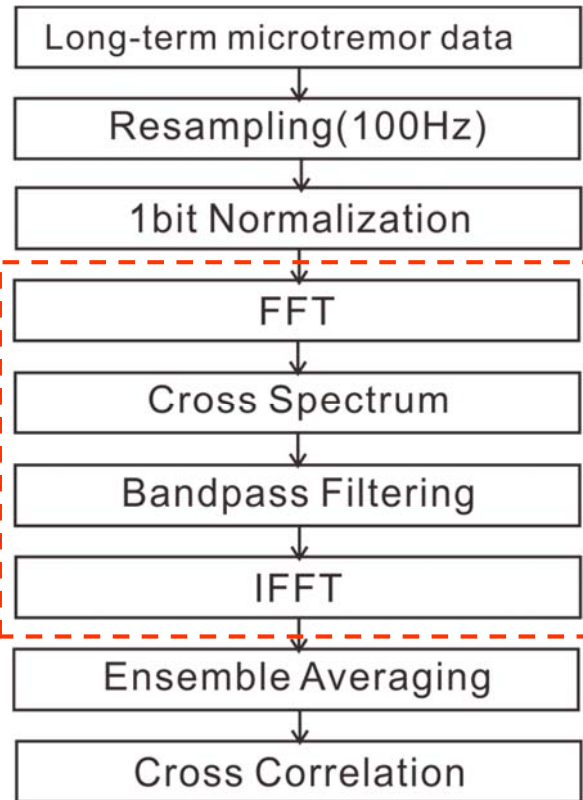 Long-term microtremor data
Resampling(100Hz)
1bit Normalization
FFT
Cross Spectrum
Bandpass Filtering
IFFT
Ensemble Averaging
Cross Correlation